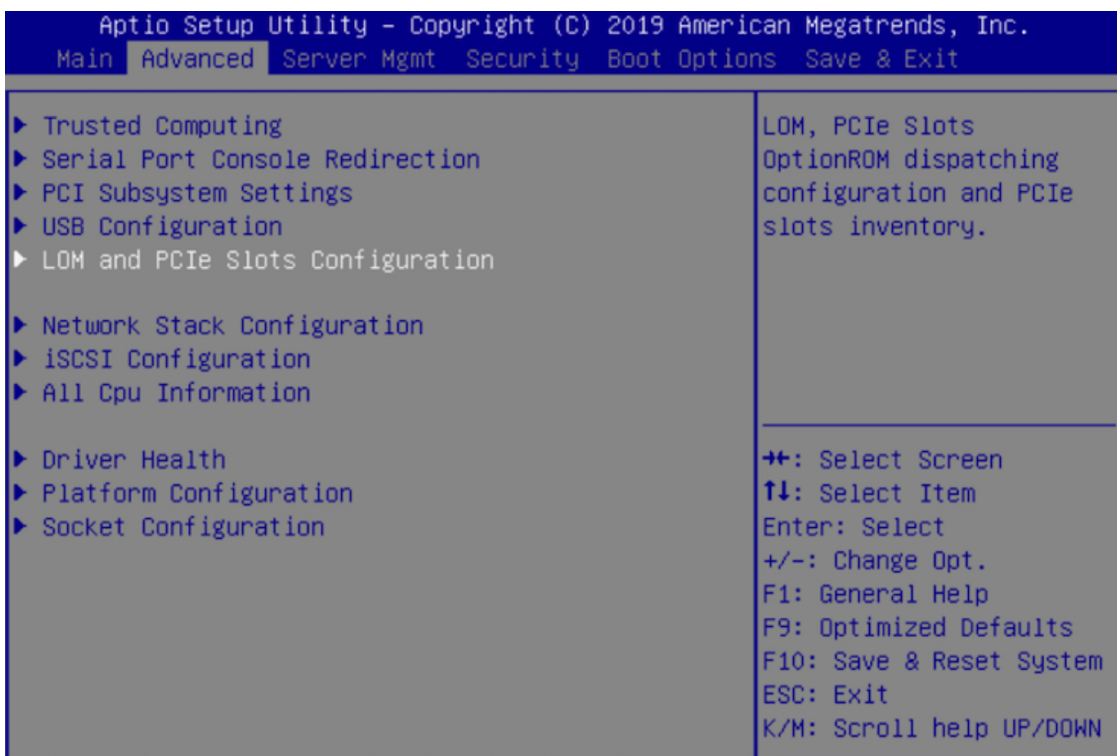 Aptio Setup Utility – Copyright (C) 2019 American Megatrends, Inc.
Main Advanced Server Mgmt Security Boot Options Save & Exit
▶ Trusted Computing
▶ Serial Port Console Redirection
▶ PCI Subsystem Settings
▶ USB Configuration
▶ LOM and PCIe Slots Configuration
▶ Network Stack Configuration
▶ iSCSI Configuration
▶ All Cpu Information
▶ Driver Health
▶ Platform Configuration
▶ Socket Configuration
LOM, PCIe Slots
OptionROM dispatching
configuration and PCIe
slots inventory.
→←: Select Screen
↑↓: Select Item
Enter: Select
+/-: Change Opt.
F1: General Help
F9: Optimized Defaults
F10: Save & Reset System
ESC: Exit
K/M: Scroll help UP/DOWN